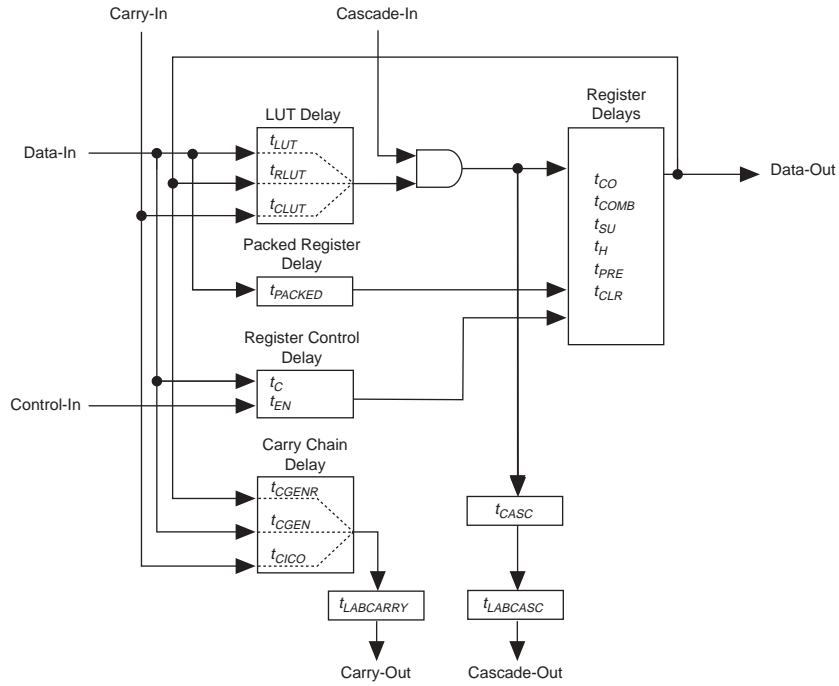 Carry-In
Cascade-In
LUT Delay
Register
Delays
Data-In
tLUT
tRLUT
tCLUT
Data-Out
tCO
tCOMB
tSU
tH
tPRE
tCLR
Packed Register
Delay
tPACKED
Register Control
Delay
tC
tEN
Control-In
Carry Chain
Delay
tCGENR
tCGEN
tCICO
tCASC
tLABCARRY
tLABCASC
Carry-Out
Cascade-Out